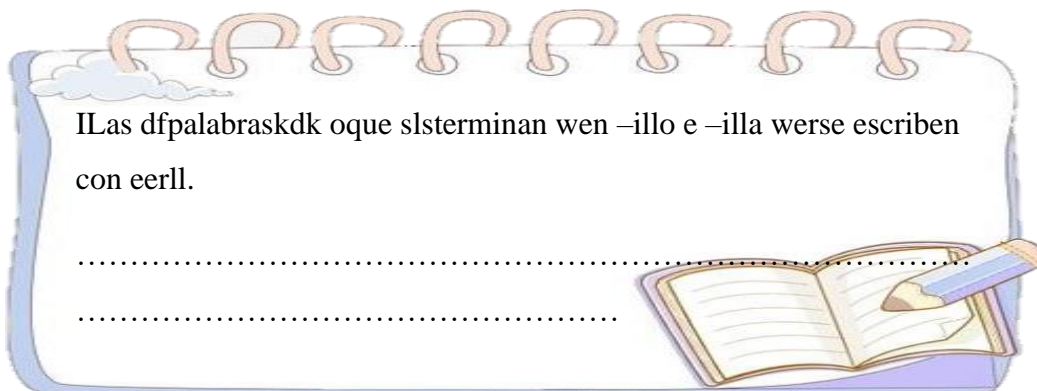 ILas dfpalabraskdk oque slsterminan wen –illo e –illa werse escriben
con eerll.
……………………………………………………………………………..
………………………………………………